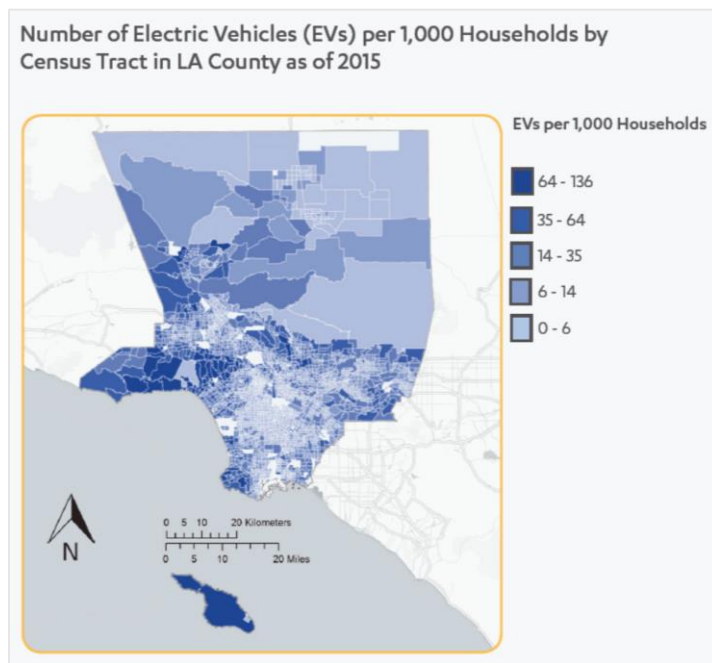 Number of Electric Vehicles (EVs) per 1,000 Households by
Census Tract in LA County as of 2015
EVs per 1,000 Households
64 - 136
35 - 64
14 - 35
6 - 14
0 - 6
N
0 5 10 20 Kilometers
0 5 10 20 Miles